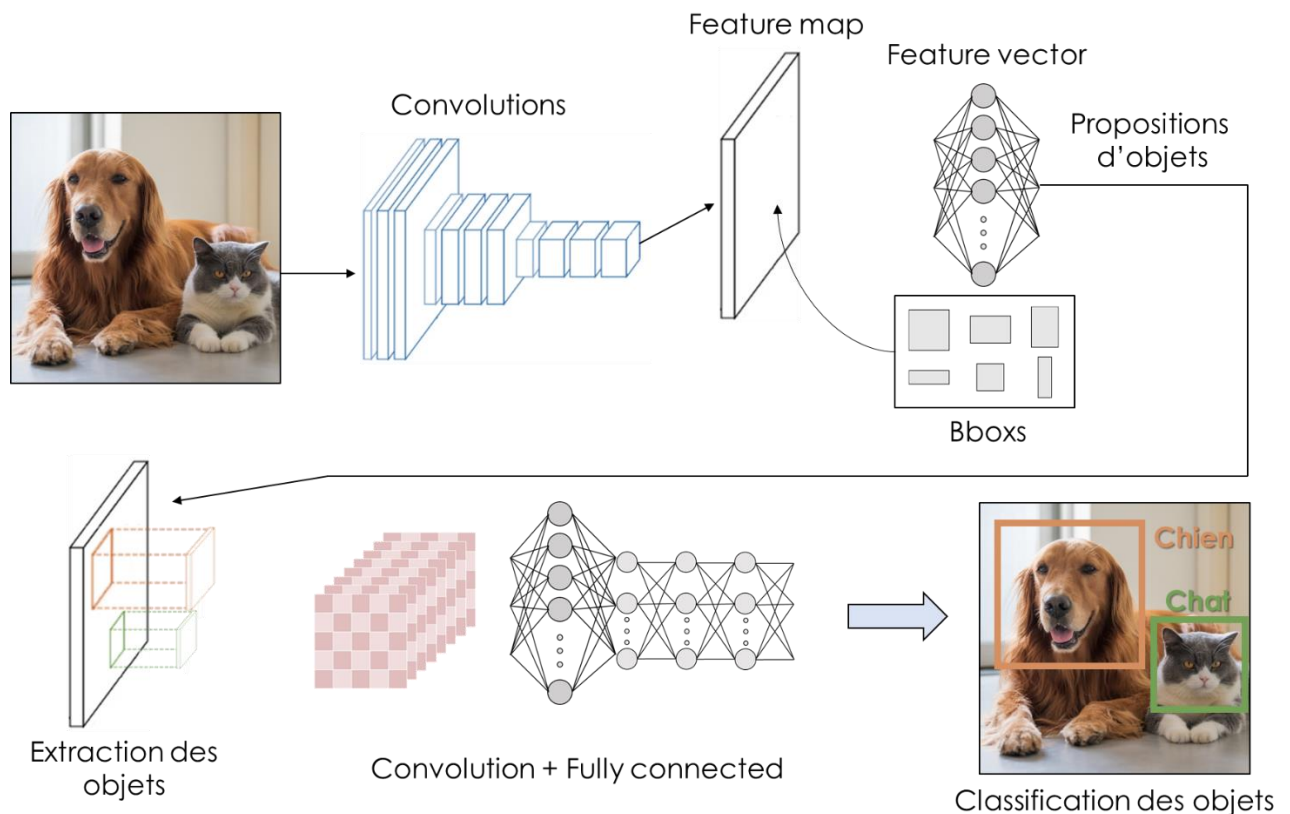 Feature map
Feature vector
Convolutions
Propositions
d'objets
Bboxs
Chien
Chat
Extraction des
objets
Convolution + Fully connected
Classification des objets